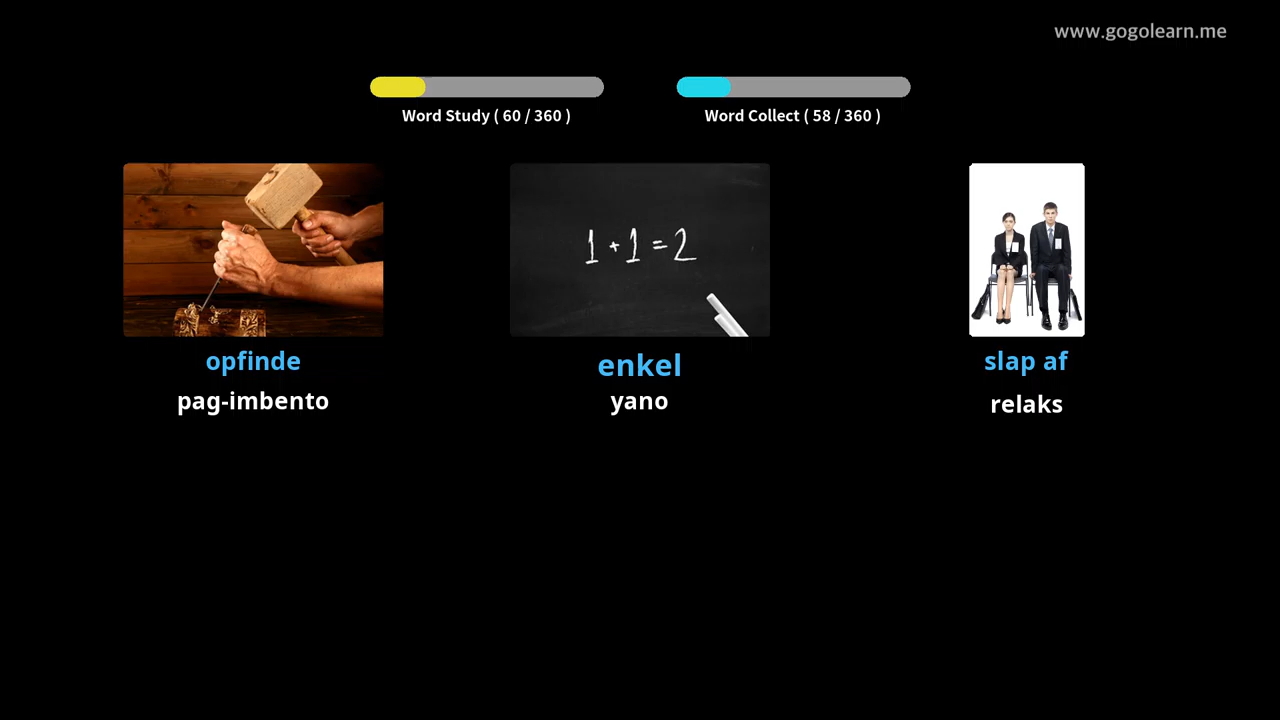 www.gogolearn.me
Word Study ( 60 / 360 )
Word Collect ( 58 / 360 )
1 + 1 = 2
opfinde
enkel
slap af
pag-imbento
yano
relaks